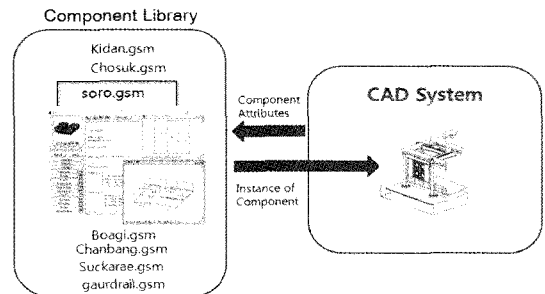 Component Library
Kidan.gsm
Chosuk.gsm
soro.gsm
Boagi.gsm
Chanbang.gsm
Suckarae.gsm
gaurdrail.gsm
Component
Attributes
Instance of
Component
CAD System